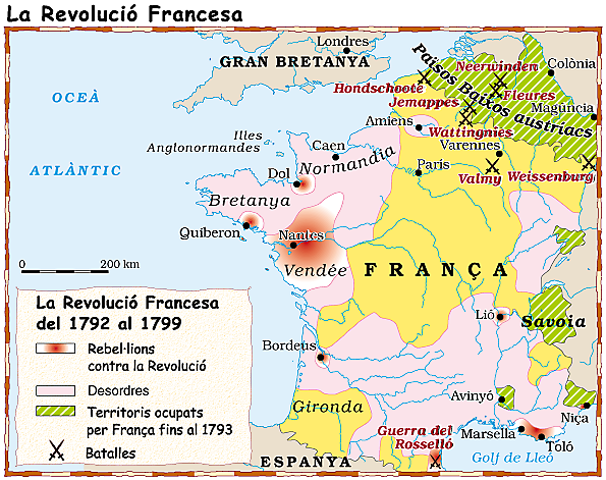 La Revolució Francesa
Londres
GRAN BRETANYA
Neerwinden
Colònia
Països Baixos austríacs
OCEÀ
Hondschoote
Fleures
Jemappes
Magúncia
Amiens
Wattingnies
Illes
Anglonormandes
Caen
Varennes
ATLÀNTIC
Normandia
París
Valmy
Weissenburg
Dol
Bretanya
Quiberon
Nantes
Vendée
FRANÇA
0
200 km
La Revolució Francesa
del 1792 al 1799
Rebel·lions
contra la Revolució
Desordres
Territoris ocupats
per França fins al 1793
Batalles
Lió
Savoia
Bordeus
Avinyó
Gironda
Niça
Guerra del
Rosselló
Marsella
Toló
ESPANYA
Golf de Lleó